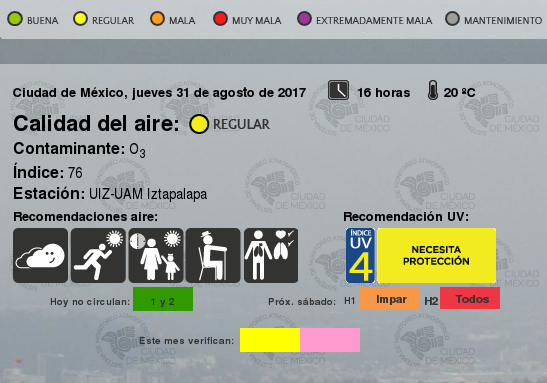 BUENA REGULAR MALA MUY MALA EXTREMADAMENTE MALA MANTENIMIENTO
Ciudad de México, jueves 31 de agosto de 2017 16 horas 20 ºC
Calidad del aire: REGULAR
Contaminante: O3
Índice: 76
Estación: UIZ-UAM Iztapalapa
Recomendaciones aire: Recomendación UV:
ÍNDICE
UV
4
NECESITA
PROTECCIÓN
Hoy no circulan: 1 y 2 Próx. sábado: H1 Impar H2 Todos
Este mes verifican:
CIUDAD
DE MÉXICO